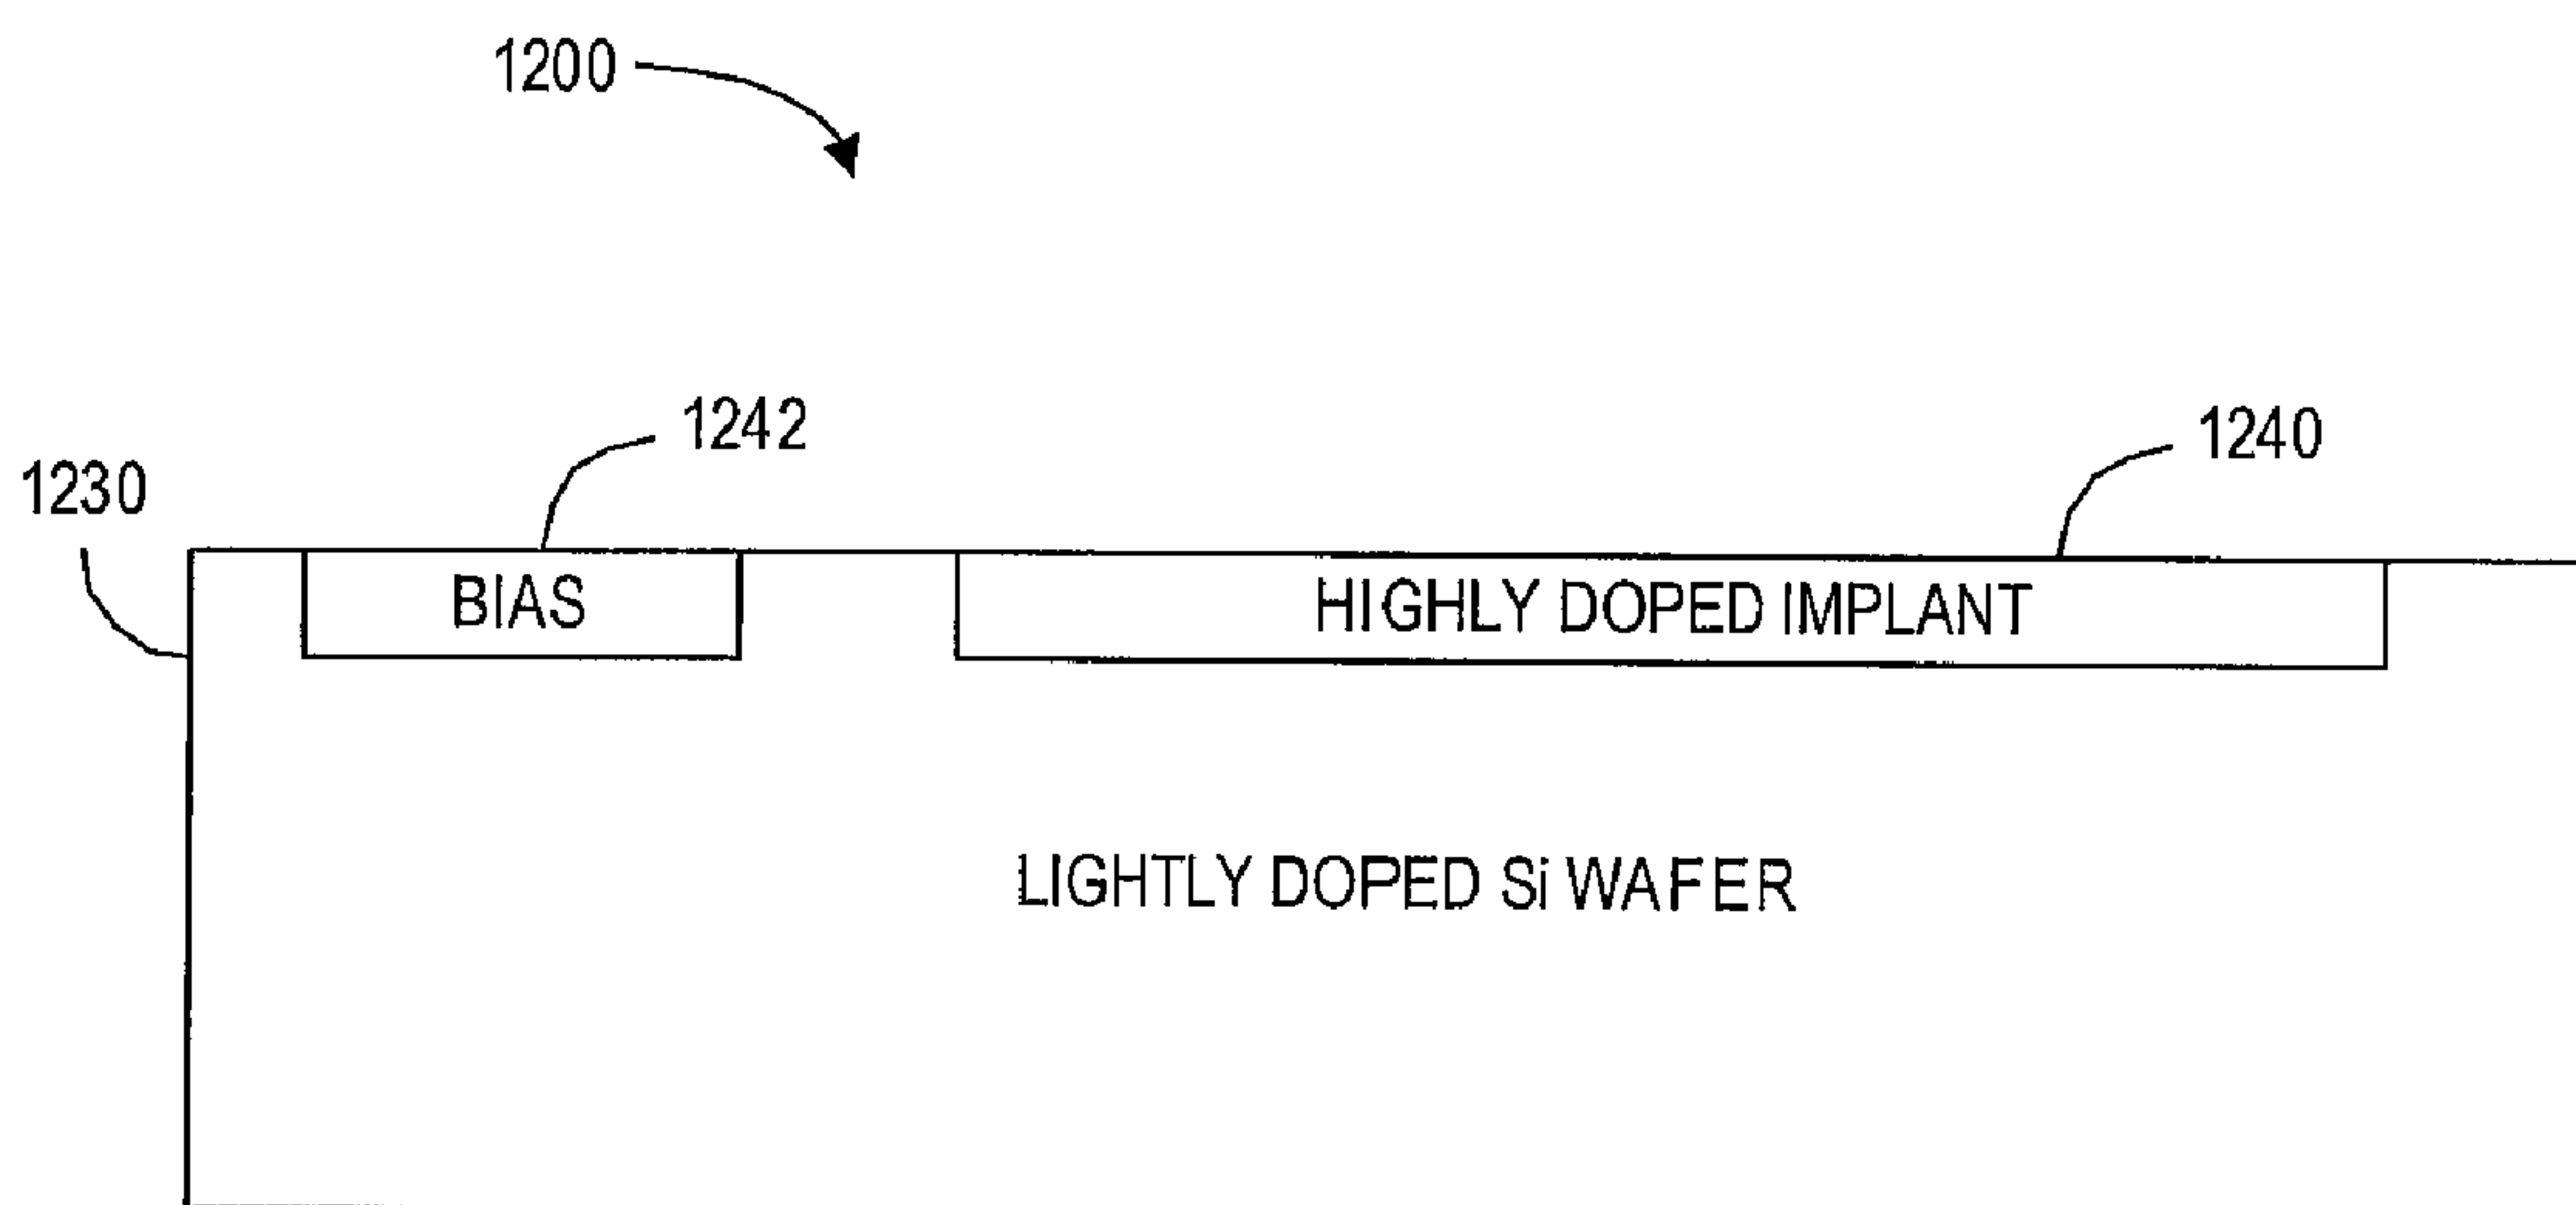 1200
1242
1240
1230
BIAS
HIGHLY DOPED IMPLANT
LIGHTLY DOPED Si WAFER